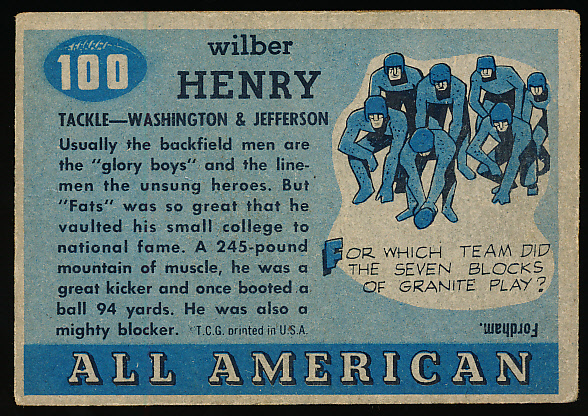 100
wilber
HENRY
TACKLE—WASHINGTON & JEFFERSON
Usually the backfield men are
the "glory boys" and the line-
men the unsung heroes. But
"Fats" was so great that he
vaulted his small college to
national fame. A 245-pound
mountain of muscle, he was a
great kicker and once booted a
ball 94 yards. He was also a
mighty blocker. T.C.G. printed in U.S.A.
FOR WHICH TEAM DID
THE SEVEN BLOCKS
OF GRANITE PLAY?
Fordham.
ALL AMERICAN